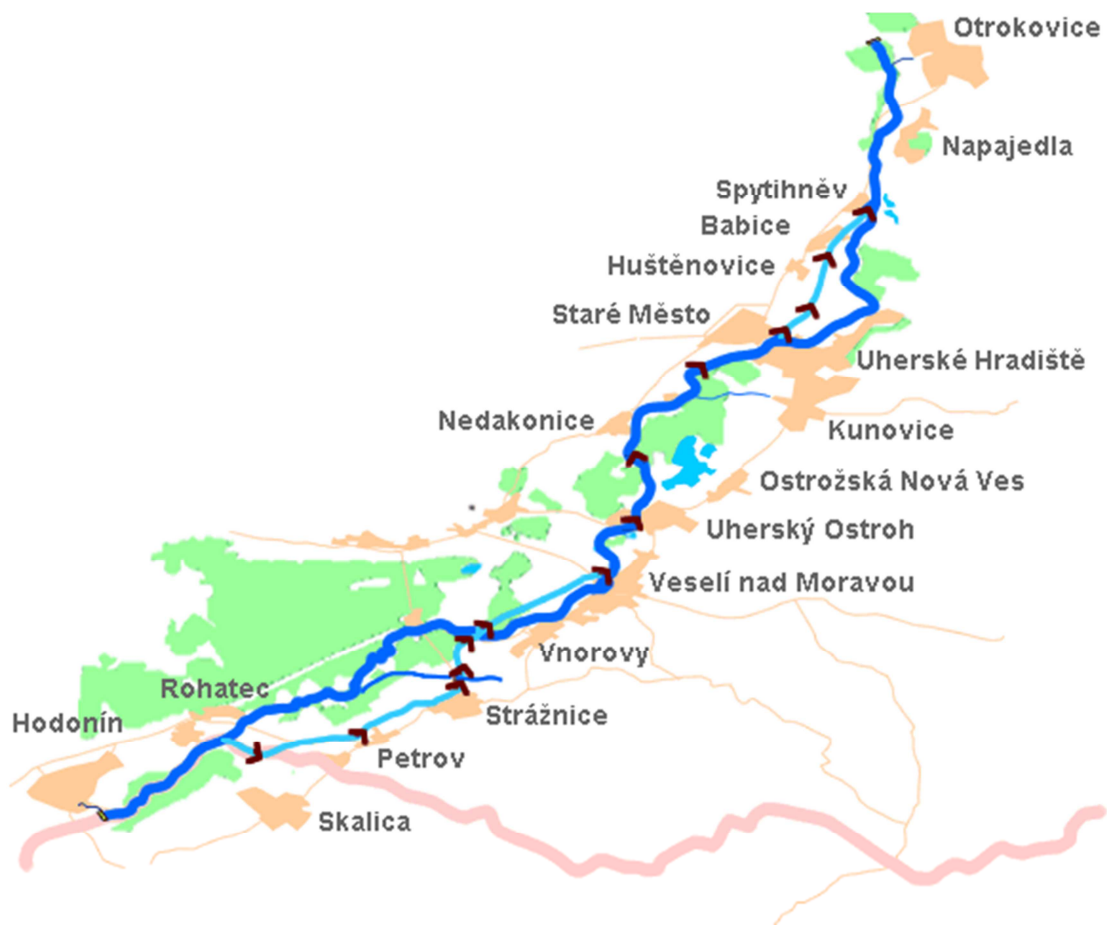 Otrokovice
Napajedla
Spytihněv
Babice
Huštěnovice
Staré Město
Uherské Hradiště
Nedakonice
Kunovice
Ostrožská Nová Ves
Uherský Ostroh
Veselí nad Moravou
Vnorovy
Rohatec
Strážnice
Hodonín
Petrov
Skalica